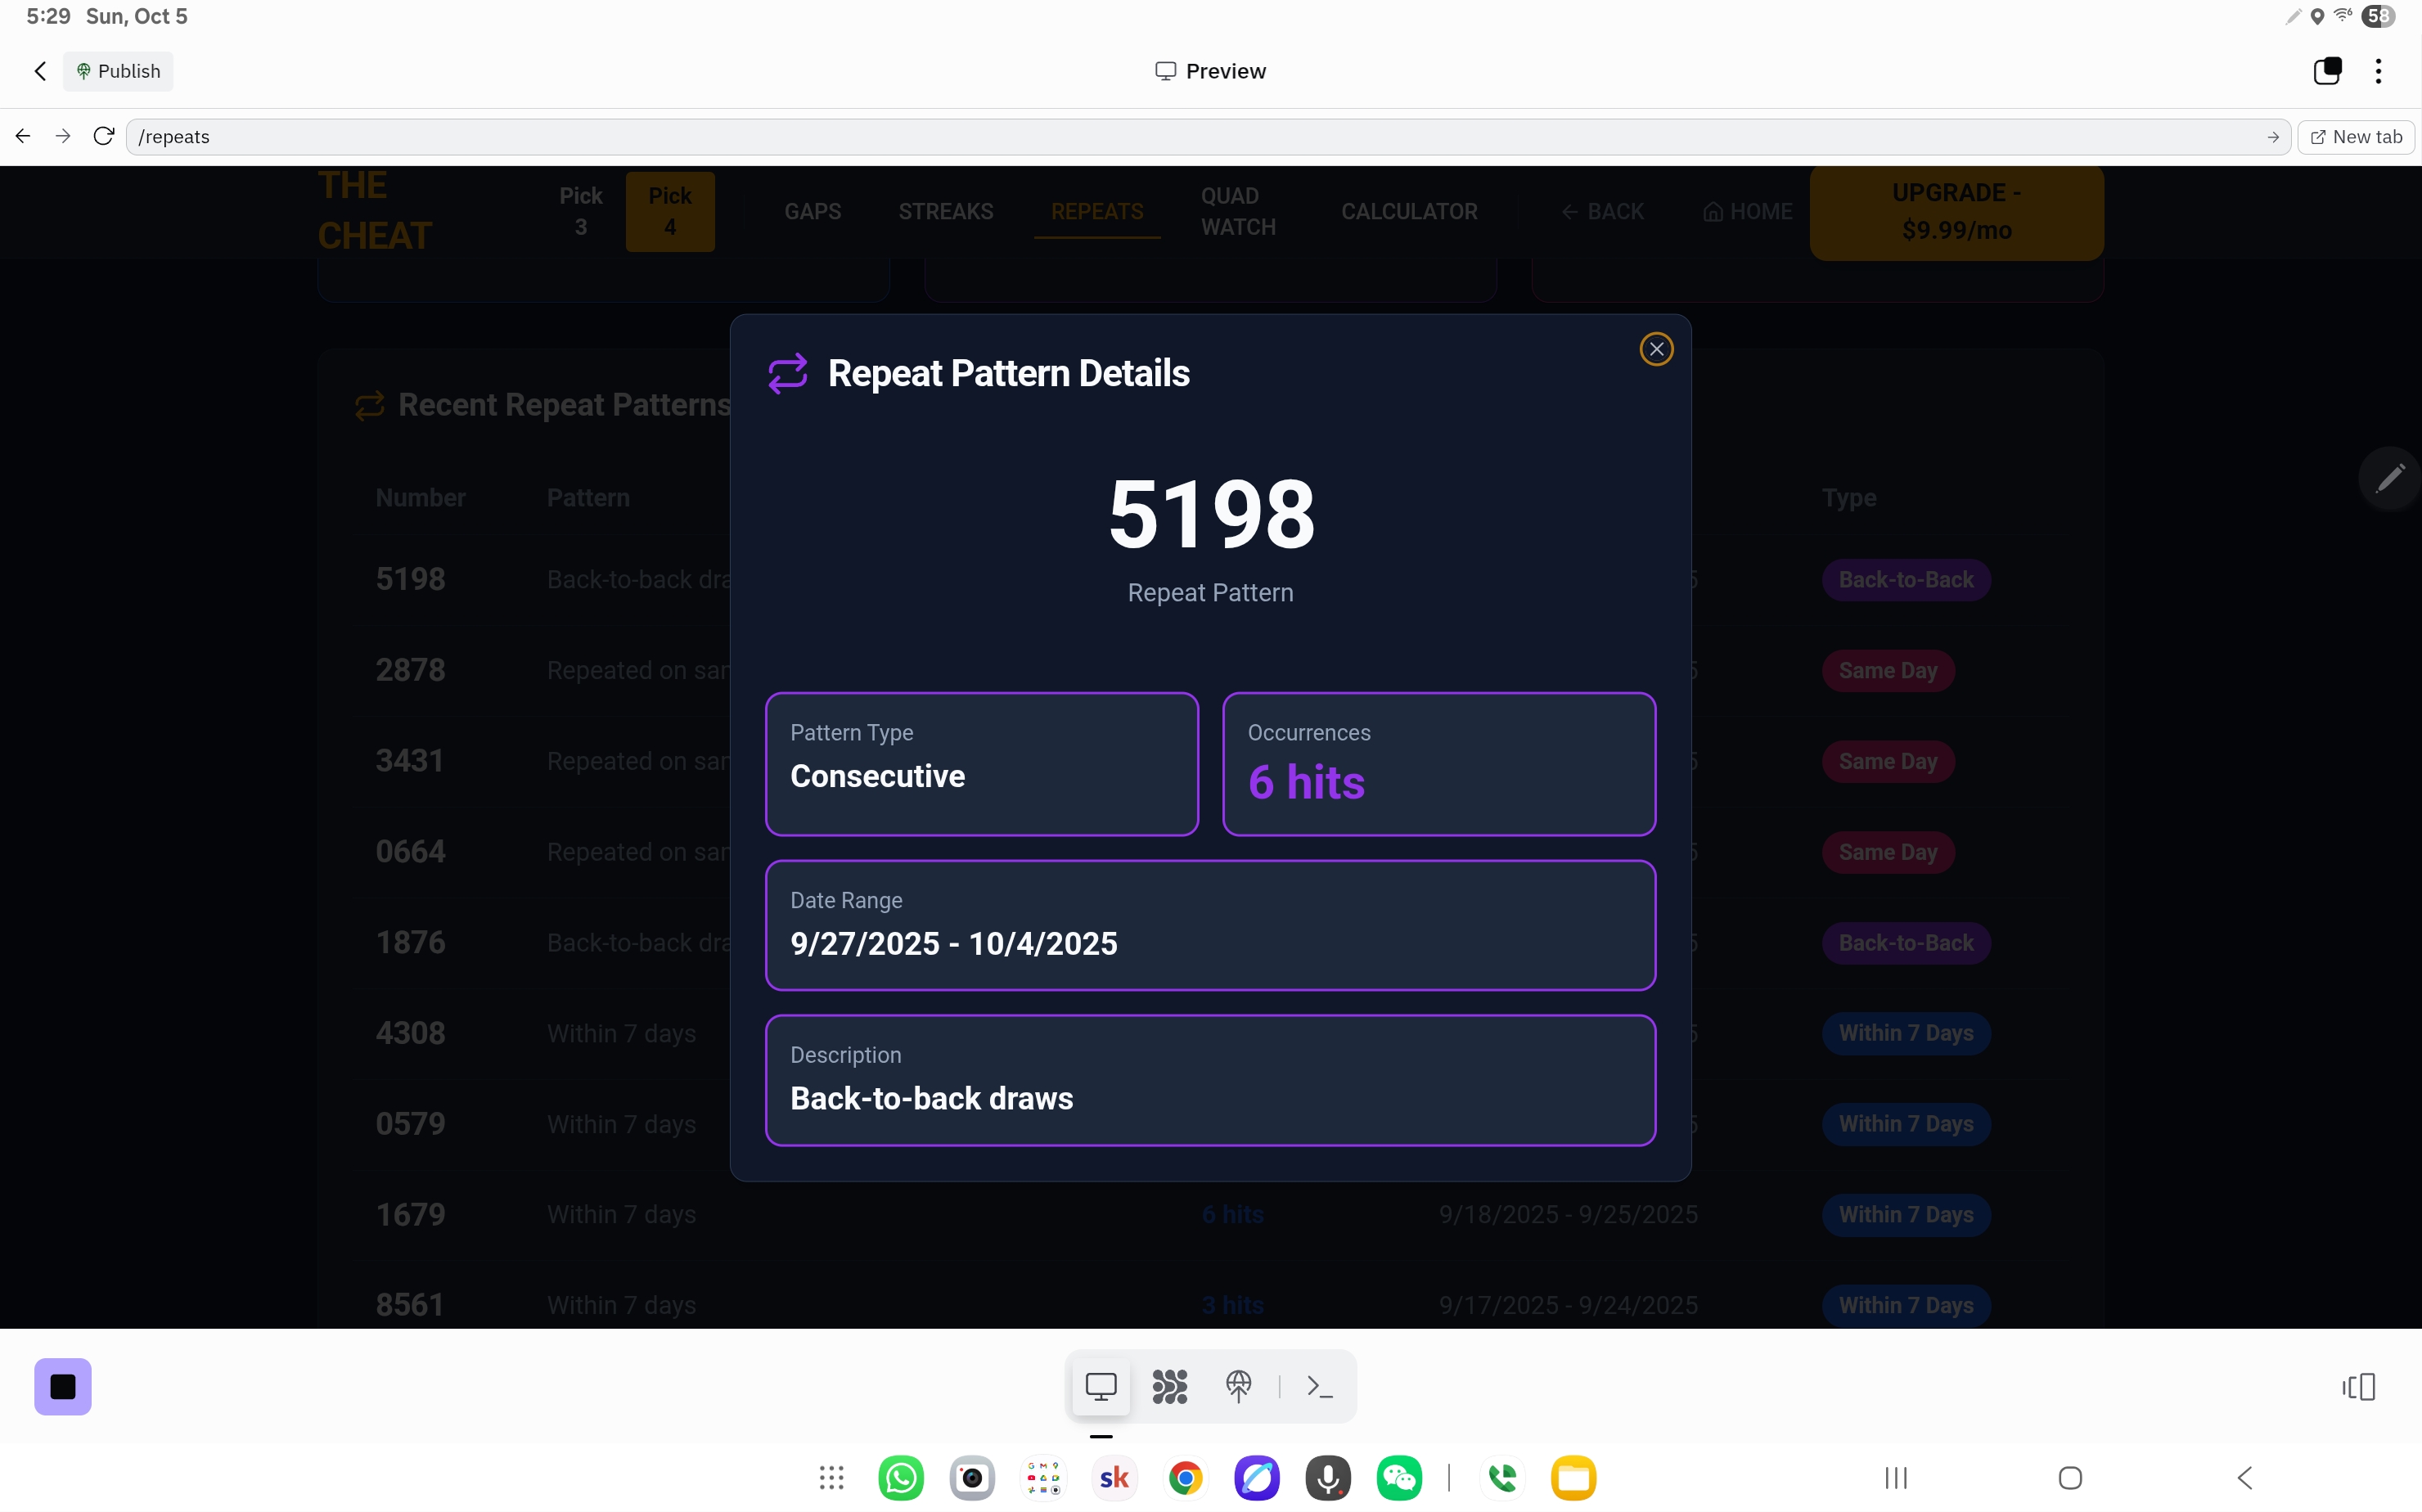 5:29 Sun, Oct 5
58
Publish
Preview
/repeats
New tab
THE
CHEAT
Pick
3
Pick
4
GAPS
STREAKS
REPEATS
QUAD
WATCH
CALCULATOR
BACK
HOME
UPGRADE -
$9.99/mo
Repeat Pattern Details
Recent Repeat Patterns
5198
Repeat Pattern
Pattern Type
Consecutive
Occurrences
6 hits
Date Range
9/27/2025 - 10/4/2025
Description
Back-to-back draws
Number Pattern Type
5198 Back-to-back dra 5 Back-to-Back
2878 Repeated on sar 5 Same Day
3431 Repeated on sar 5 Same Day
0664 Repeated on sar 5 Same Day
1876 Back-to-back dra 5 Back-to-Back
4308 Within 7 days 5 Within 7 Days
0579 Within 7 days 5 Within 7 Days
1679 Within 7 days 6 hits 9/18/2025 - 9/25/2025 Within 7 Days
8561 Within 7 days 3 hits 9/17/2025 - 9/24/2025 Within 7 Days
sk